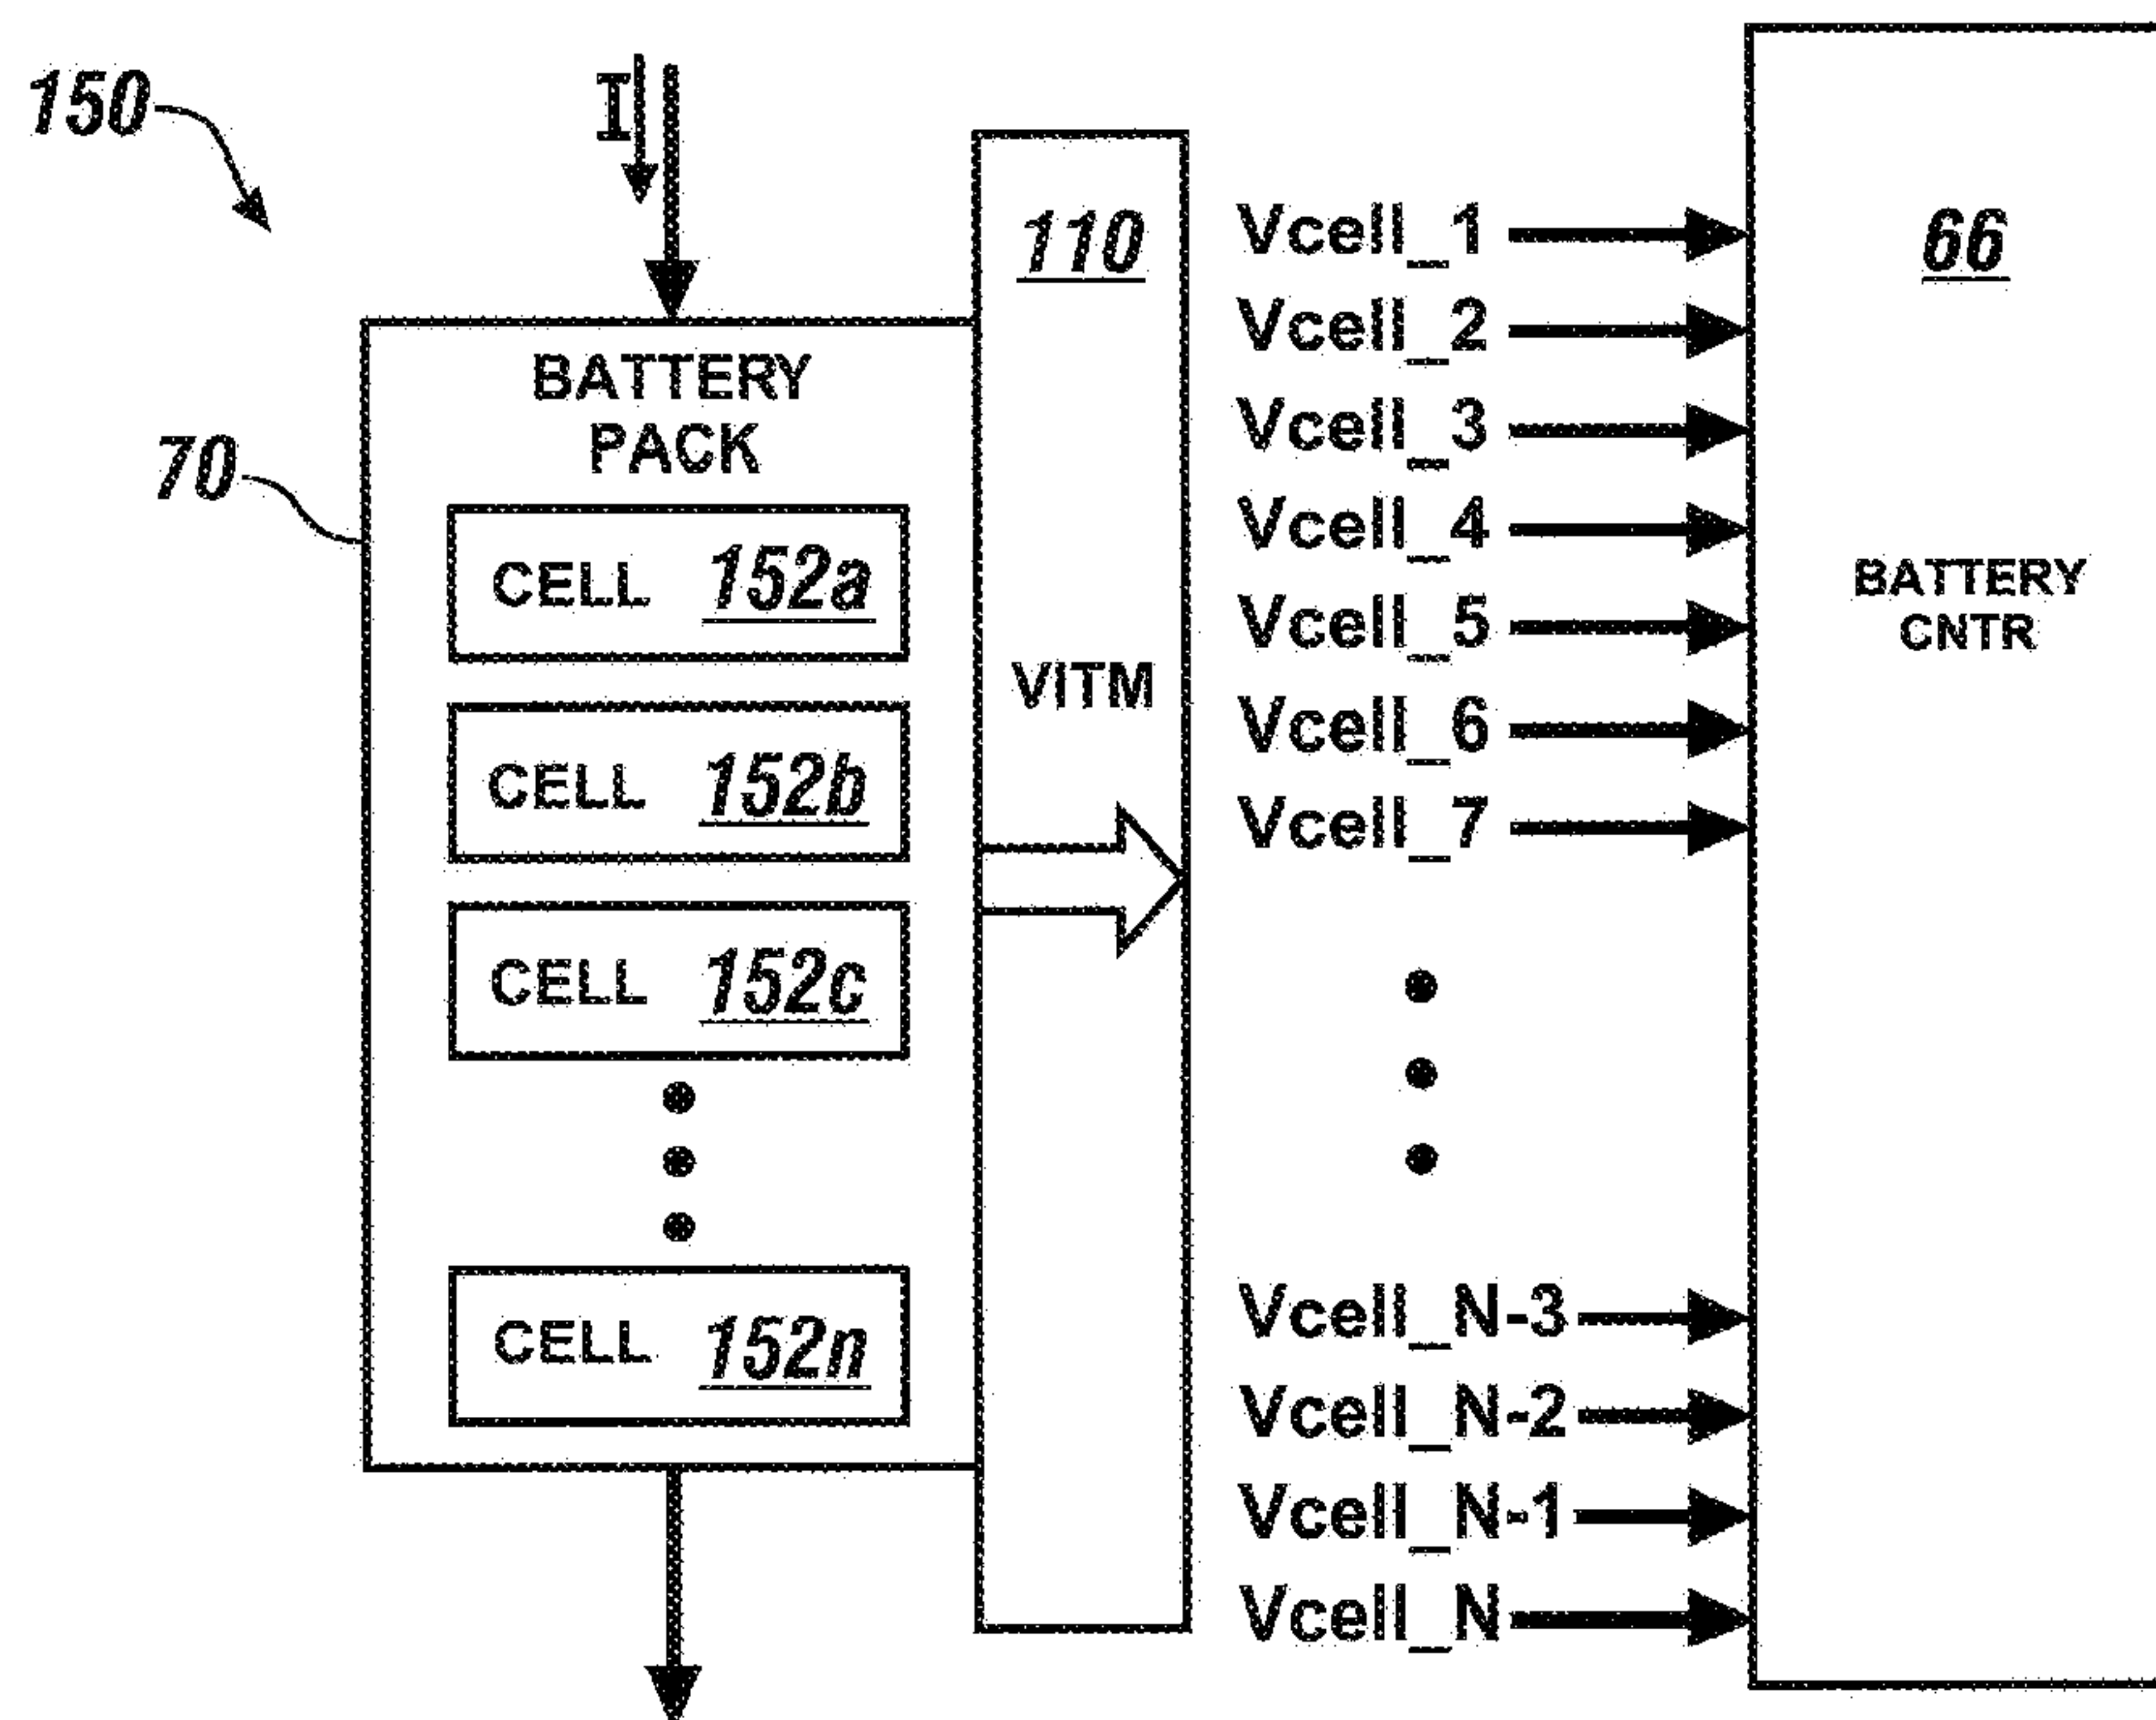 150
I
110
66
BATTERY
PACK
70
CELL 152a
CELL 152b
CELL 152c
CELL 152n
VITM
Vcell_1
Vcell_2
Vcell_3
Vcell_4
Vcell_5
Vcell_6
Vcell_7
Vcell_N-3
Vcell_N-2
Vcell_N-1
Vcell_N
BATTERY
CNTR